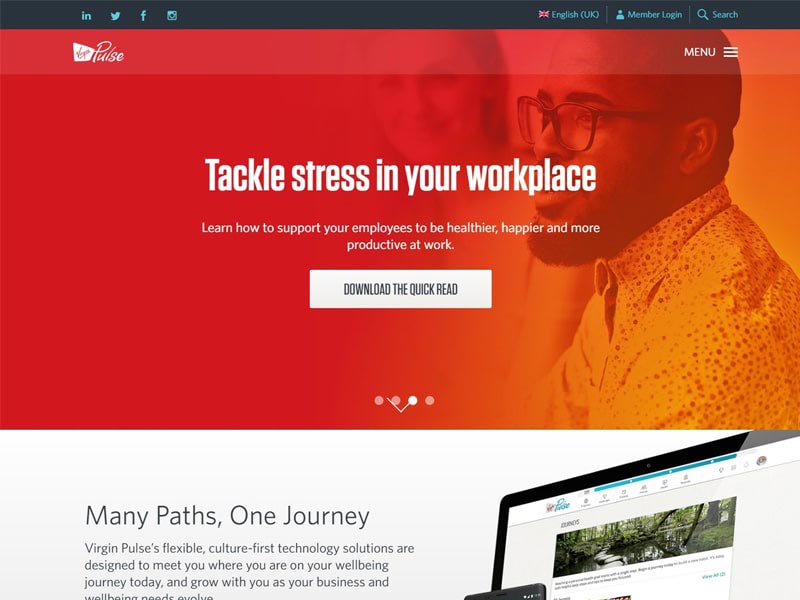 in
English (UK)
Member Login
Search
Virgin Pulse
MENU
Tackle stress in your workplace
Learn how to support your employees to be healthier, happier and more
productive at work.
DOWNLOAD THE QUICK READ
Many Paths, One Journey
Virgin Pulse's flexible, culture-first technology solutions are
designed to meet you where you are on your wellbeing
journey today, and grow with you as your business and
wellbeing needs evolve.
Pulse
JOURNEYS
View All (2)